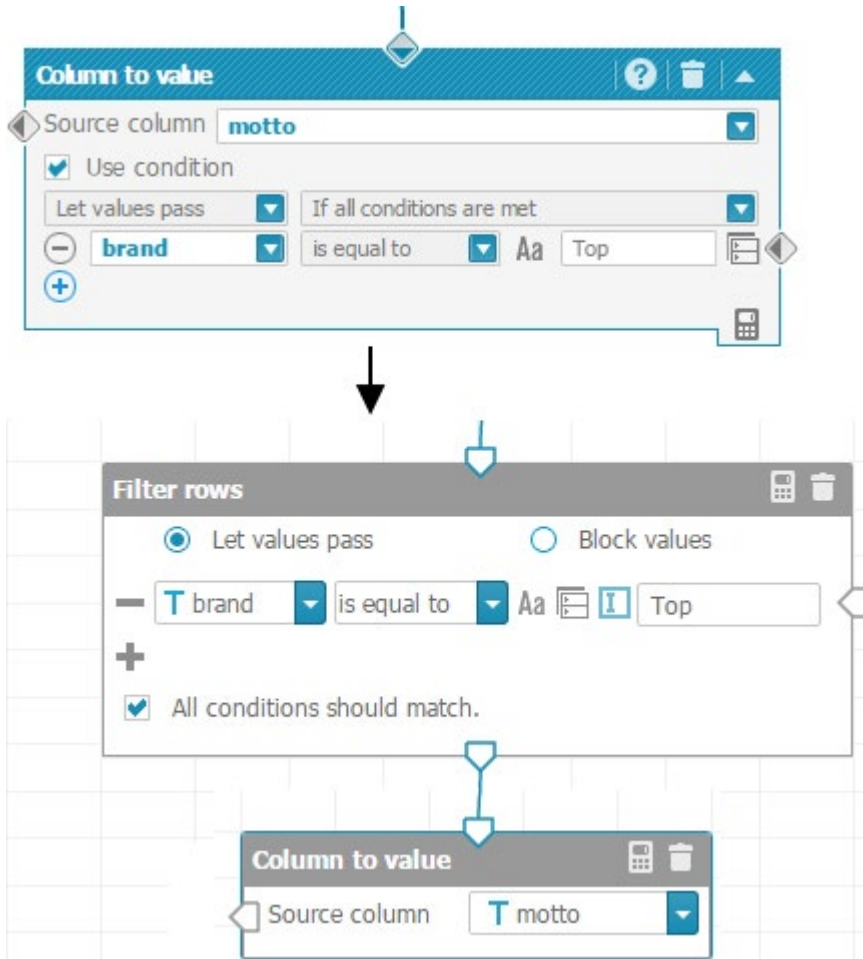 Column to value ?
Source column motto
Use condition
Let values pass If all conditions are met
brand is equal to Aa Top
Filter rows
Let values pass Block values
T brand is equal to Aa I Top
All conditions should match.
Column to value
Source column T motto